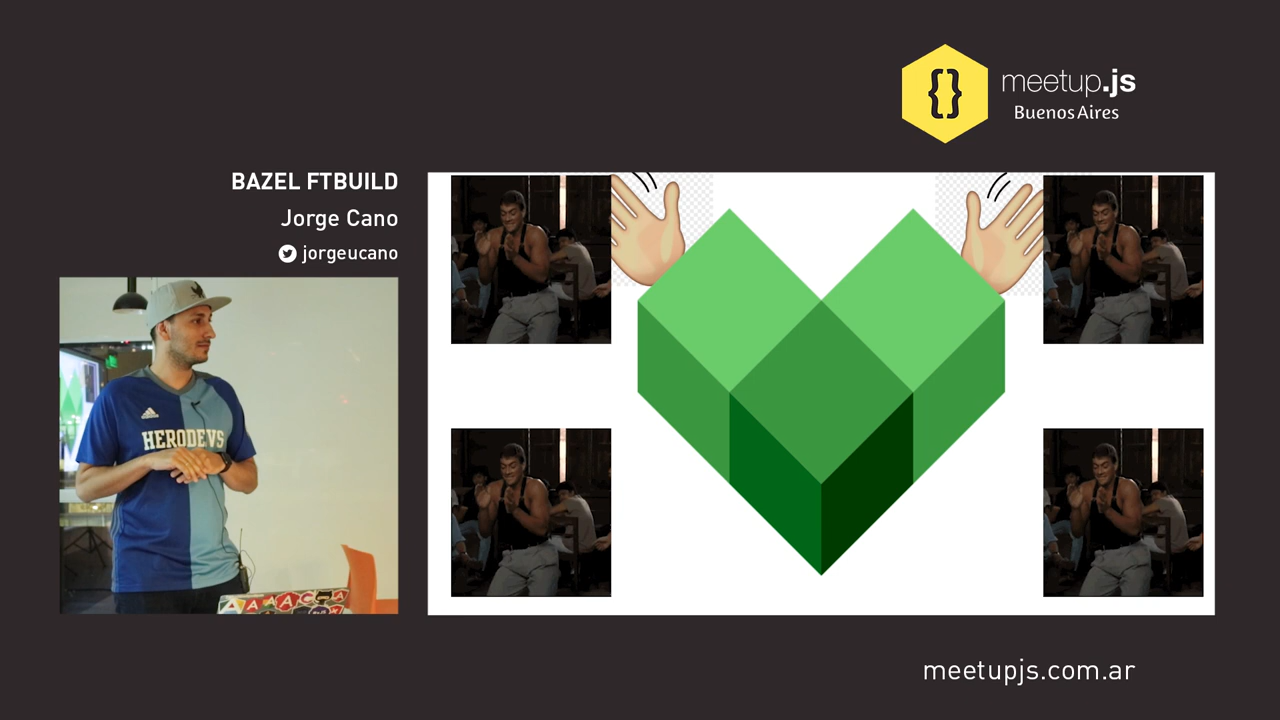 {}
meetup.js
Buenos Aires
BAZEL FTBUILD
Jorge Cano
jorgeucano
HERODEVS
meetupjs.com.ar